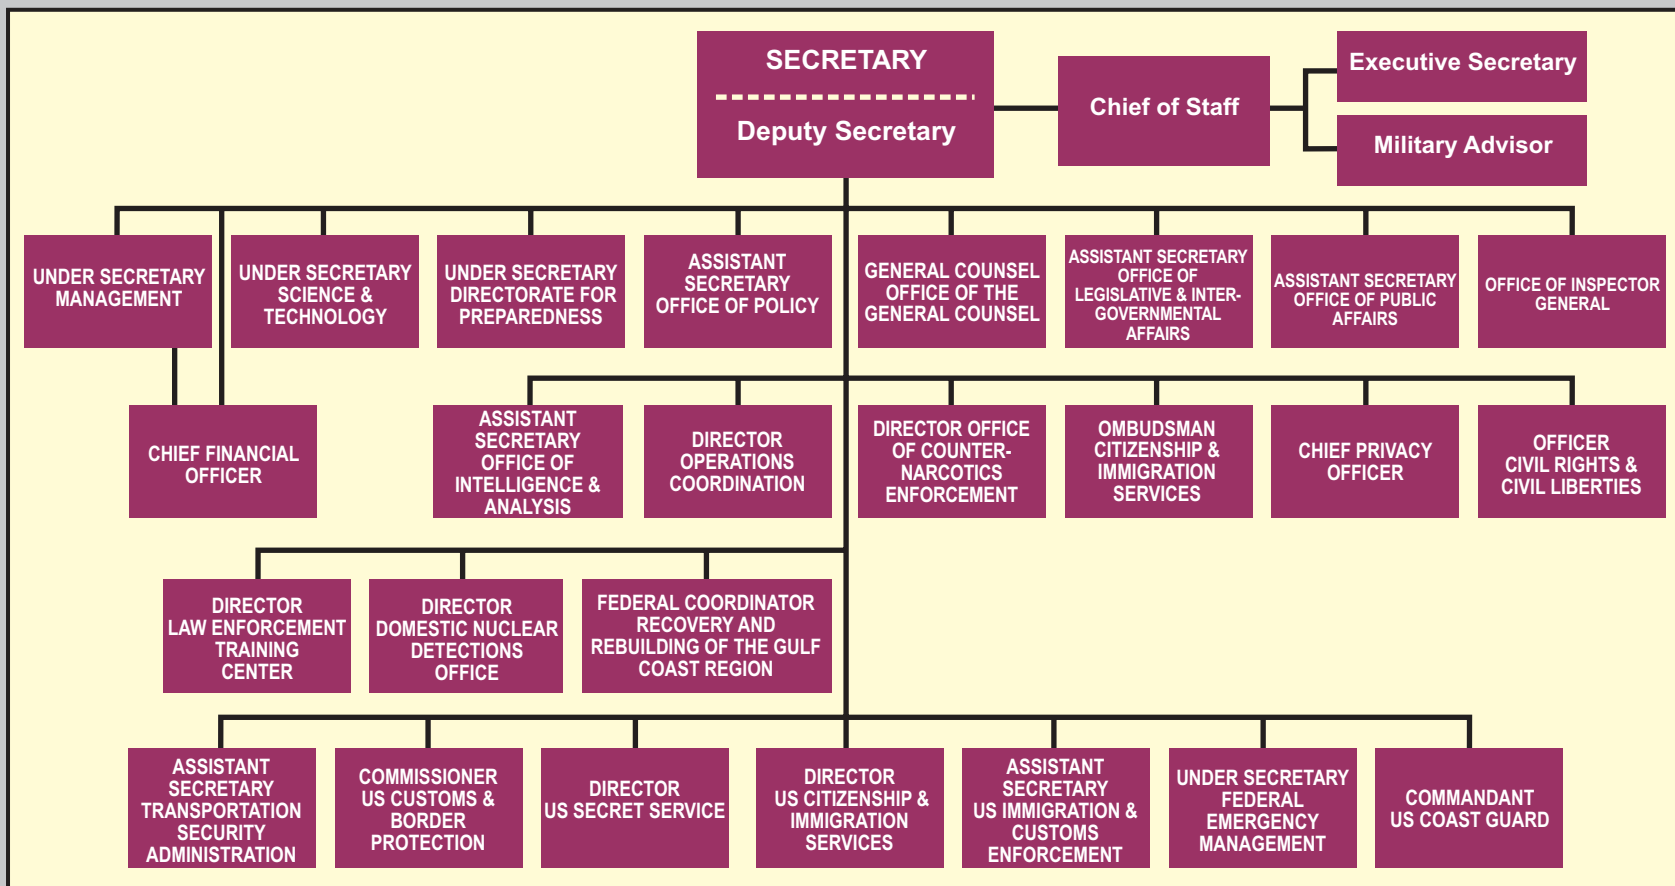 SECRETARY
Deputy Secretary
Chief of Staff
Executive Secretary
Military Advisor
UNDER SECRETARY
MANAGEMENT
UNDER SECRETARY
SCIENCE &
TECHNOLOGY
UNDER SECRETARY
DIRECTORATE FOR
PREPAREDNESS
ASSISTANT
SECRETARY
OFFICE OF POLICY
GENERAL COUNSEL
OFFICE OF THE
GENERAL COUNSEL
ASSISTANT SECRETARY
OFFICE OF
LEGISLATIVE & INTER-
GOVERNMENTAL
AFFAIRS
ASSISTANT SECRETARY
OFFICE OF PUBLIC
AFFAIRS
OFFICE OF INSPECTOR
GENERAL
CHIEF FINANCIAL
OFFICER
ASSISTANT
SECRETARY
OFFICE OF
INTELLIGENCE &
ANALYSIS
DIRECTOR
OPERATIONS
COORDINATION
DIRECTOR OFFICE
OF COUNTER-
NARCOTICS
ENFORCEMENT
OMBUDSMAN
CITIZENSHIP &
IMMIGRATION
SERVICES
CHIEF PRIVACY
OFFICER
OFFICER
CIVIL RIGHTS &
CIVIL LIBERTIES
DIRECTOR
LAW ENFORCEMENT
TRAINING
CENTER
DIRECTOR
DOMESTIC NUCLEAR
DETECTIONS
OFFICE
FEDERAL COORDINATOR
RECOVERY AND
REBUILDING OF THE GULF
COAST REGION
ASSISTANT
SECRETARY
TRANSPORTATION
SECURITY
ADMINISTRATION
COMMISSIONER
US CUSTOMS &
BORDER
PROTECTION
DIRECTOR
US SECRET SERVICE
DIRECTOR
US CITIZENSHIP &
IMMIGRATION
SERVICES
ASSISTANT
SECRETARY
US IMMIGRATION &
CUSTOMS
ENFORCEMENT
UNDER SECRETARY
FEDERAL
EMERGENCY
MANAGEMENT
COMMANDANT
US COAST GUARD